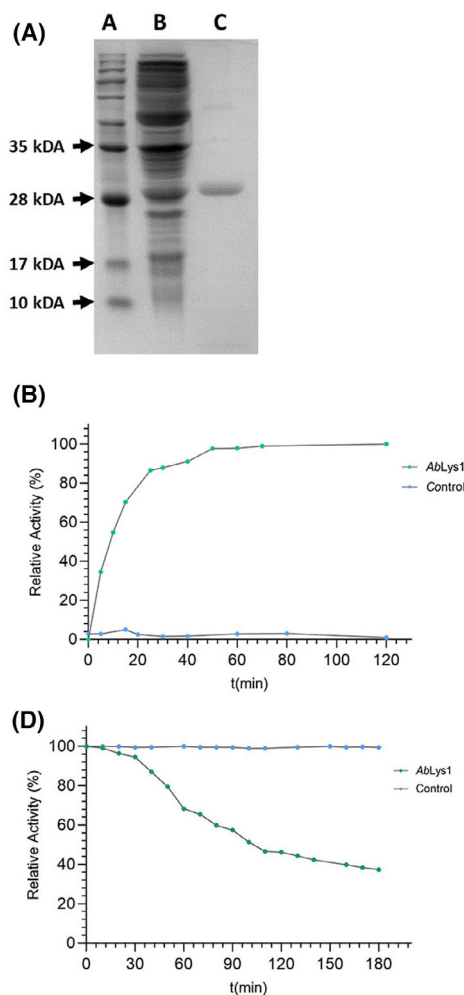 (A)
A B C
35 kDA
28 kDA
17 kDA
10 kDA
(B)
100
80
60
40
20
0
Relative Activity (%)
0 20 40 60 80 100 120
t(min)
AbLys1
Control
(D)
100
80
60
40
20
0
Relative Activity (%)
0 30 60 90 120 150 180
t(min)
AbLys1
Control